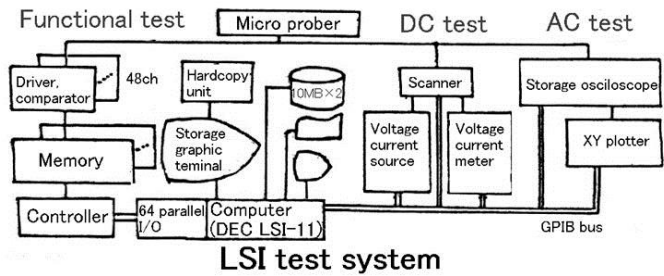 Functional test
Micro prober
DC test
AC test
Driver,
comparator
48ch
Hardcopy-
unit
10MB×2
Scanner
Storage osciloscope
Memory
Storage
graphic
teminal
Voltage
current
source
Voltage
current
meter
XY plotter
Controller
64 parallel
I/O
Computer
(DEC LSI-11)
GPIB bus
LSI test system